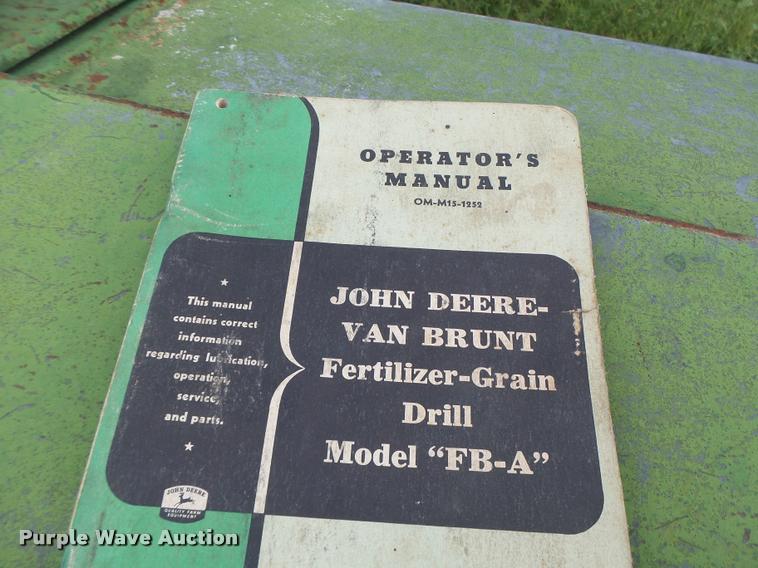 OPERATOR'S
MANUAL
OM-M15-1252
JOHN DEERE-
VAN BRUNT
Fertilizer-Grain
Drill
Model "FB-A"
This manual
contains correct
information
regarding lubrication,
operation,
service,
and parts.
JOHN DEERE
QUALITY FARM
EQUIPMENT
Purple Wave Auction